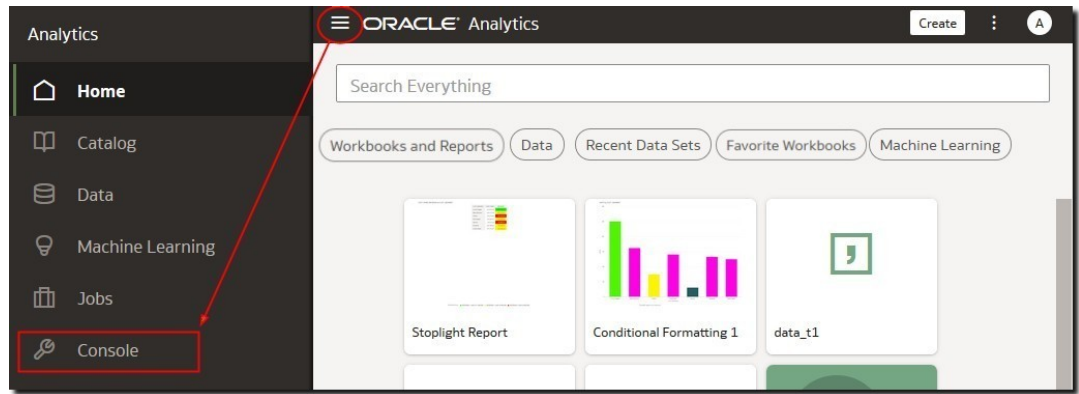 Analytics
Home
Catalog
Data
Machine Learning
Jobs
Console
ORACLE Analytics
Create
A
Search Everything
Workbooks and Reports
Data
Recent Data Sets
Favorite Workbooks
Machine Learning
Stoplight Report
Conditional Formatting 1
data_t1